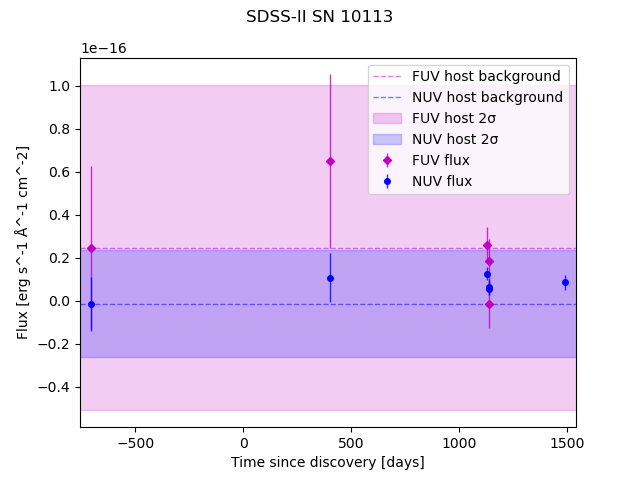 SDSS-II SN 10113
1e−16
FUV host background
NUV host background
FUV host 2σ
NUV host 2σ
FUV flux
NUV flux
1.0
0.8
0.6
0.4
0.2
0.0
−0.2
−0.4
Flux [erg s^-1 Å^-1 cm^-2]
−500
0
500
1000
1500
Time since discovery [days]